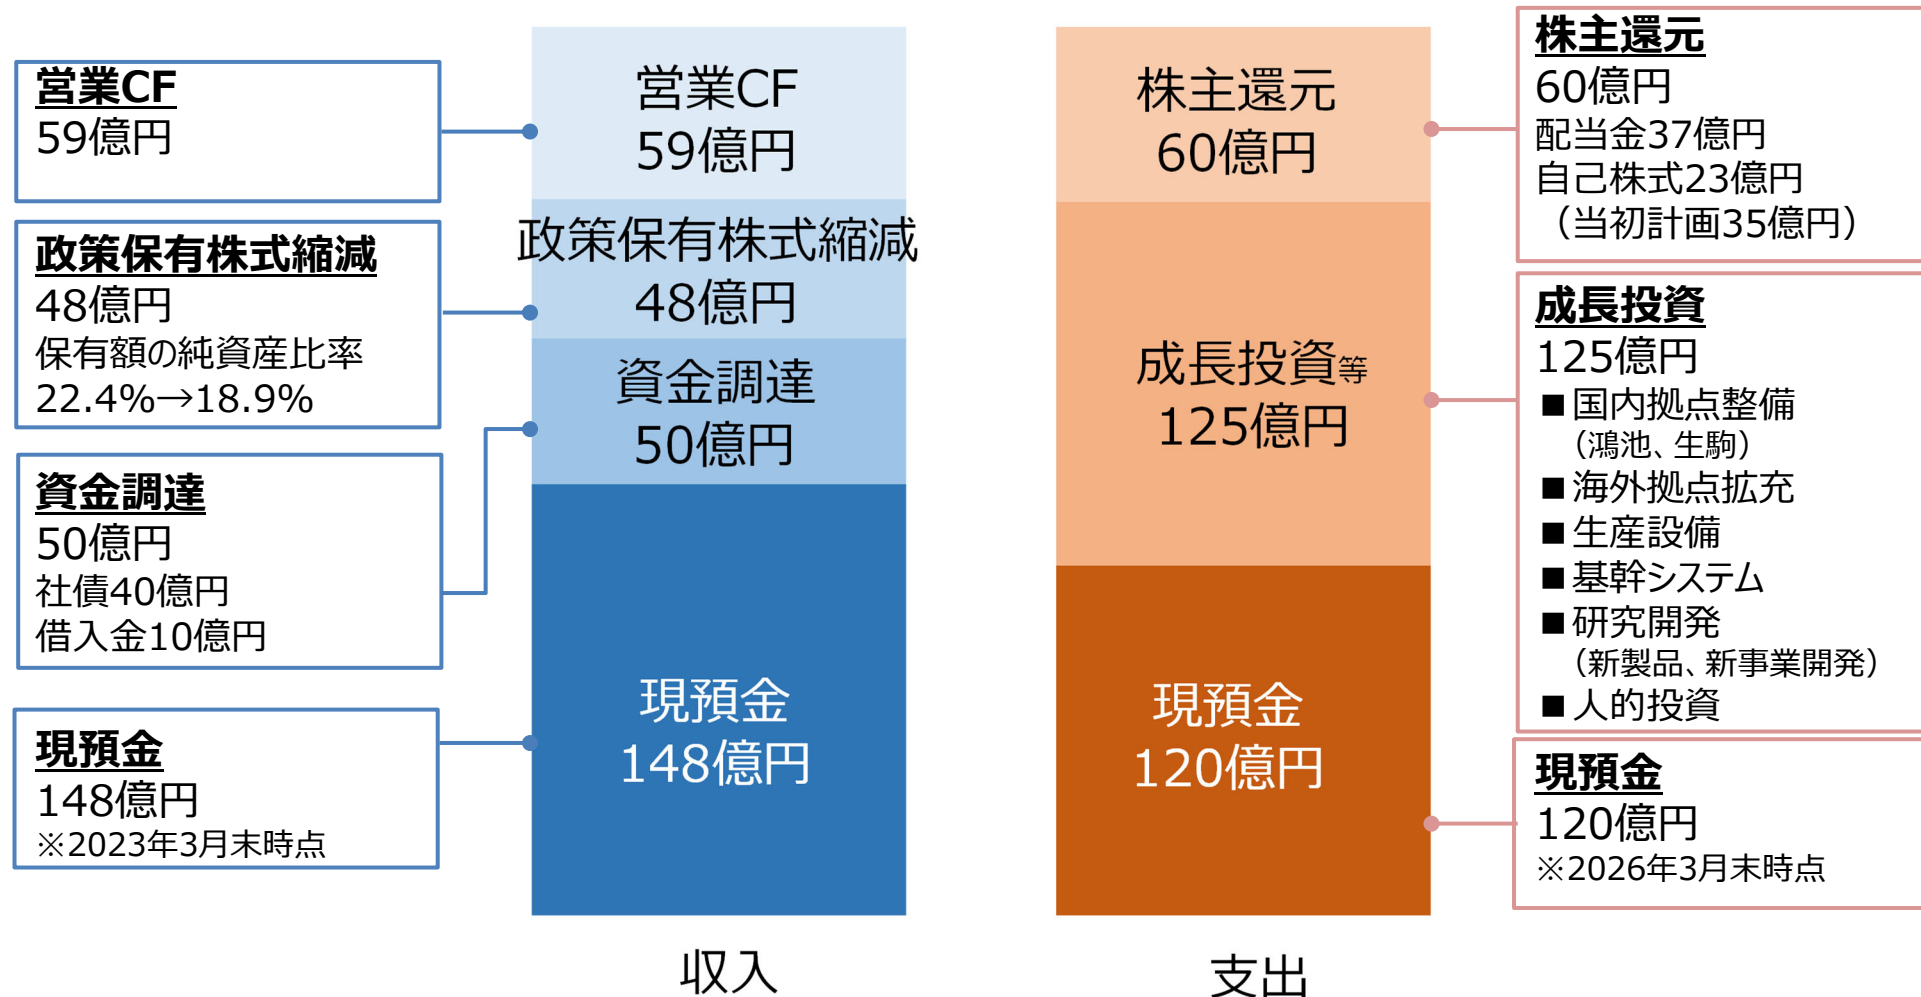 営業CF
59億円
政策保有株式縮減
48億円
保有額の純資産比率
22.4%→18.9%
資金調達
50億円
社債40億円
借入金10億円
現預金
148億円
※2023年3月末時点
営業CF
59億円
政策保有株式縮減
48億円
資金調達
50億円
現預金
148億円
収入
株主還元
60億円
成長投資等
125億円
現預金
120億円
支出
株主還元
60億円
配当金37億円
自己株式23億円
（当初計画35億円）
成長投資
125億円
■国内拠点整備
（鴻池、生駒）
■海外拠点拡充
■生産設備
■基幹システム
■研究開発
（新製品、新事業開発）
■人的投資
現預金
120億円
※2026年3月末時点